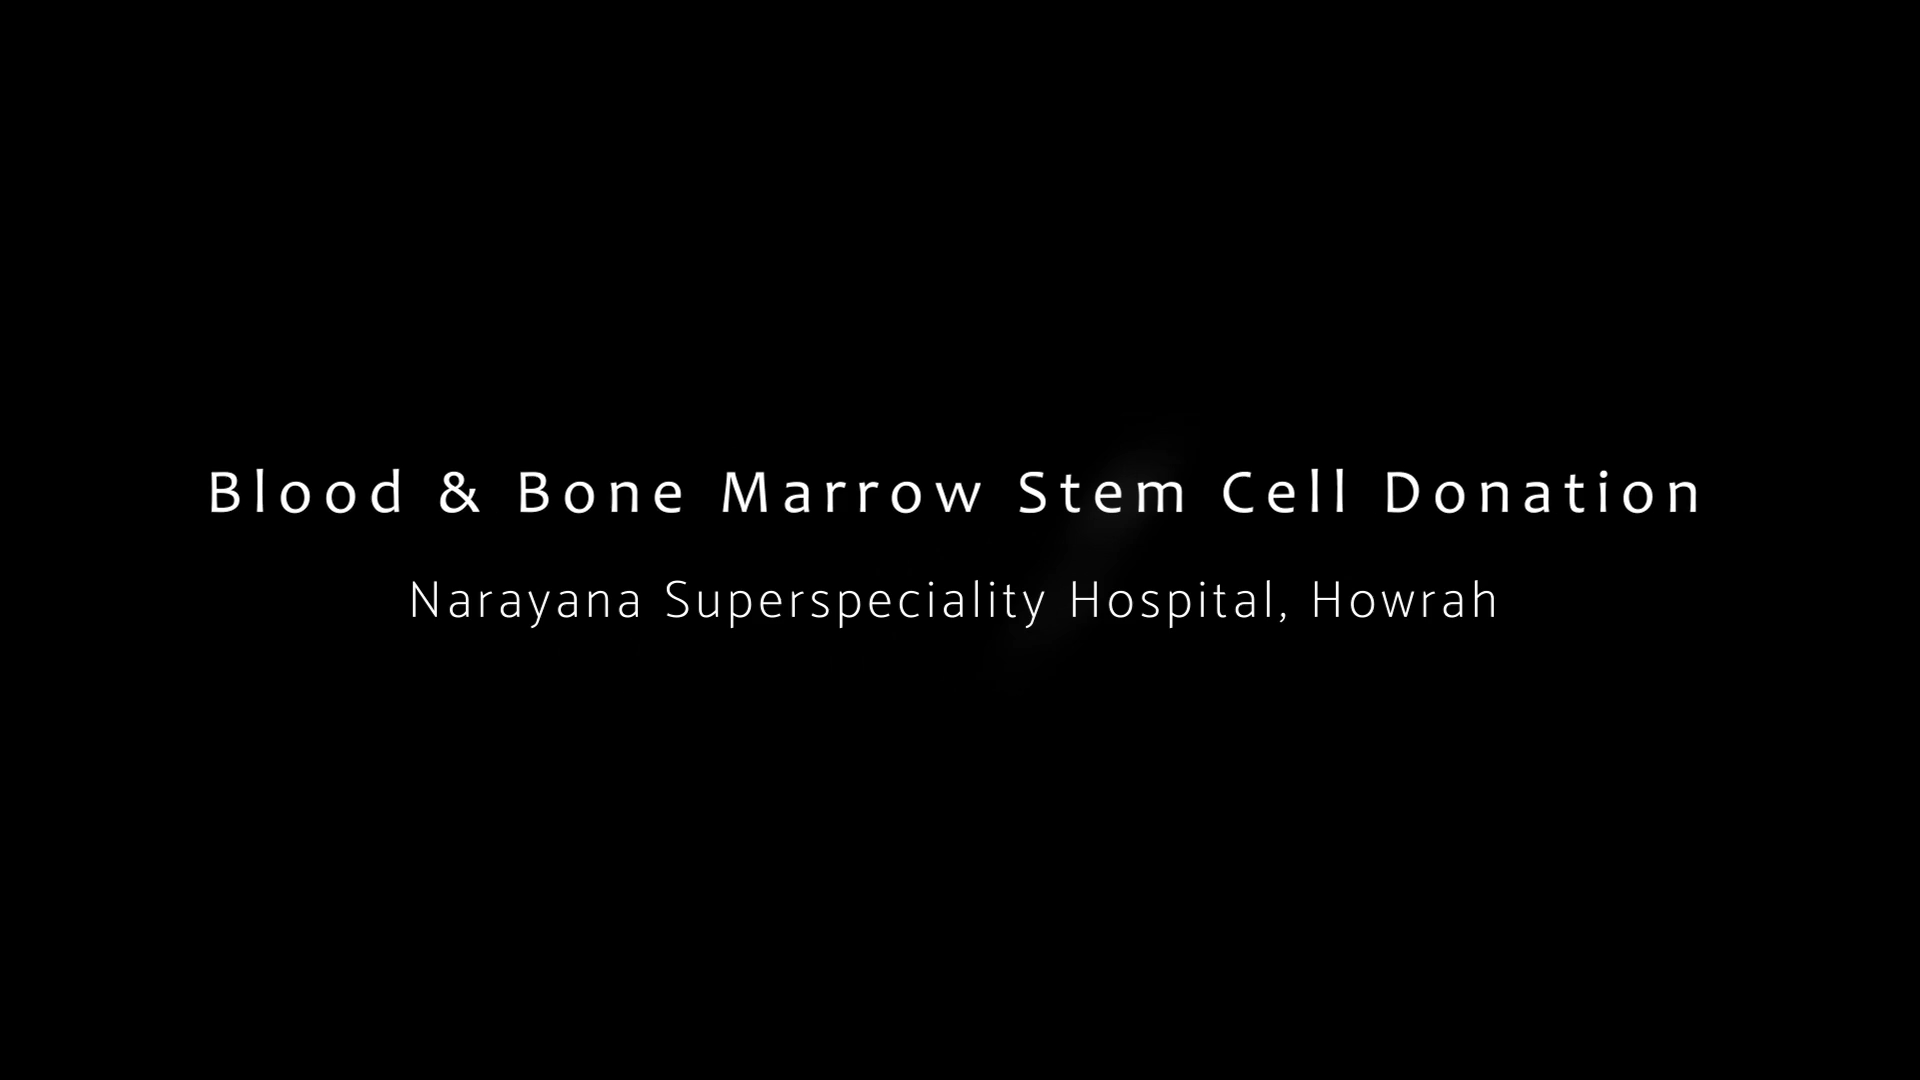 Blood & Bone Marrow Stem Cell Donation
Narayana Superspeciality Hospital, Howrah